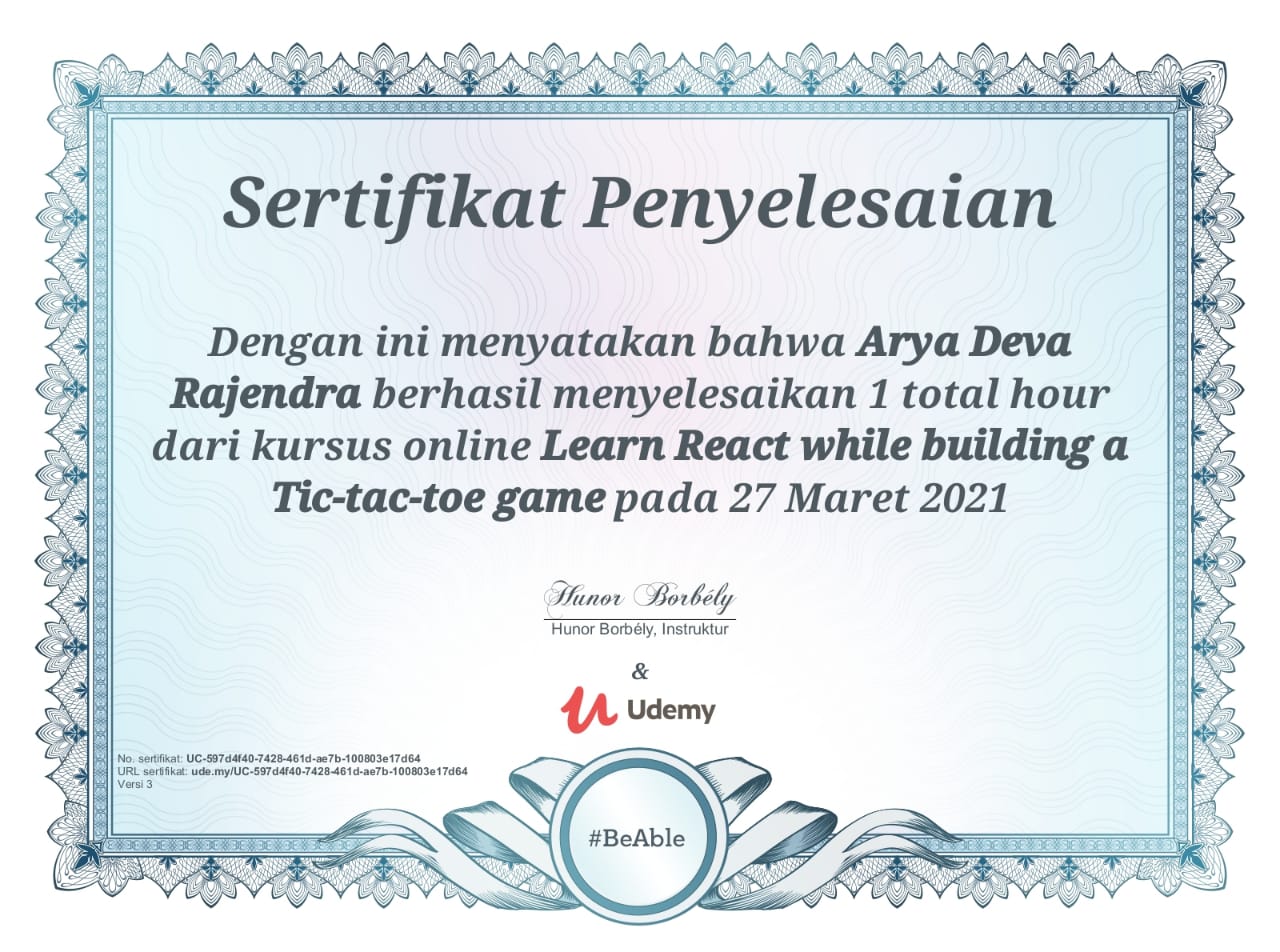 Sertifikat Penyelesaian
Dengan ini menyatakan bahwa Arya Deva
Rajendra berhasil menyelesaikan 1 total hour
dari kursus online Learn React while building a
Tic-tac-toe game pada 27 Maret 2021
Hunor Borbély
Hunor Borbély, Instruktur
&
Udemy
No. sertifikat: UC-597d4f40-7428-461d-ae7b-100803e17d64
URL sertifikat: ude.my/UC-597d4f40-7428-461d-ae7b-100803e17d64
Versi 3
#BeAble